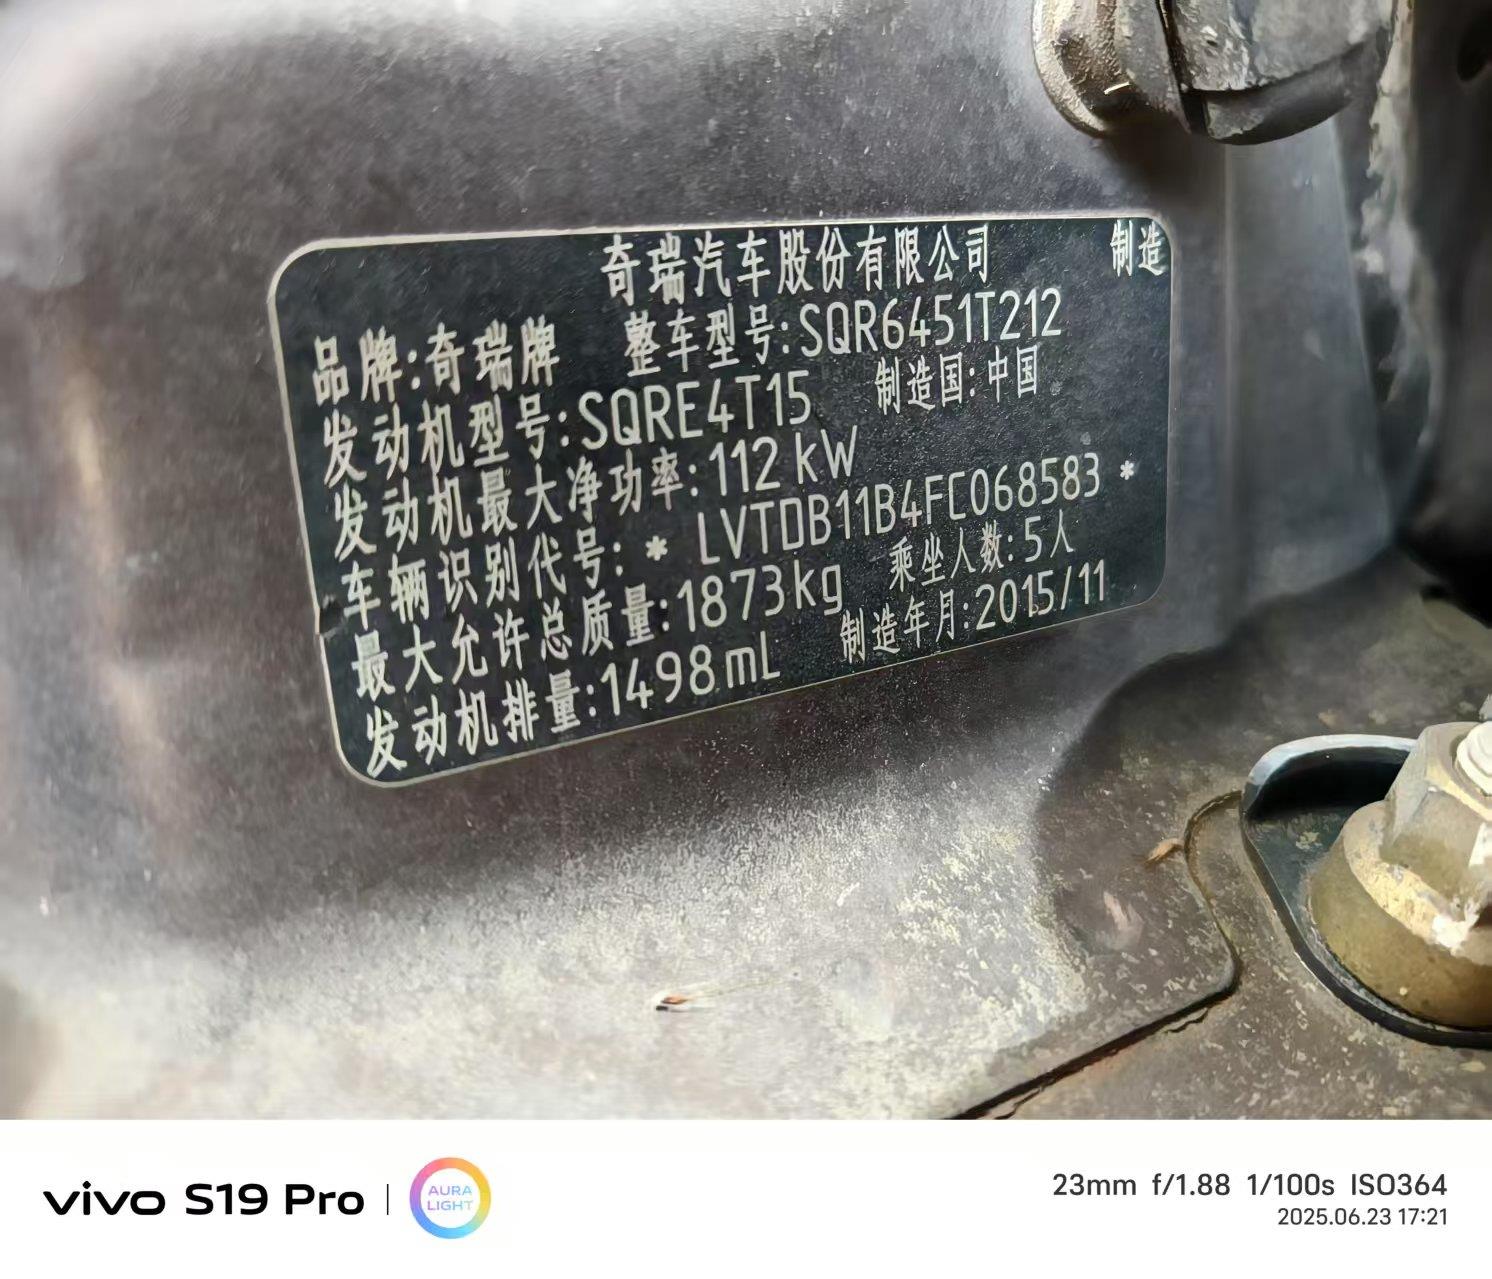 奇瑞汽车股份有限公司 制造
品牌:奇瑞牌 整车型号:SQR6451T212
发动机型号:SQRE4T15 制造国:中国
发动机最大净功率:112 kW
车辆识别代号: * LVTDB11B4FC068583 *
最大允许总质量:1873kg 乘坐人数:5人
发动机排量:1498mL 制造年月:2015/11
vivo S19 Pro | AURA LIGHT
23mm f/1.88 1/100s ISO364
2025.06.23 17:21